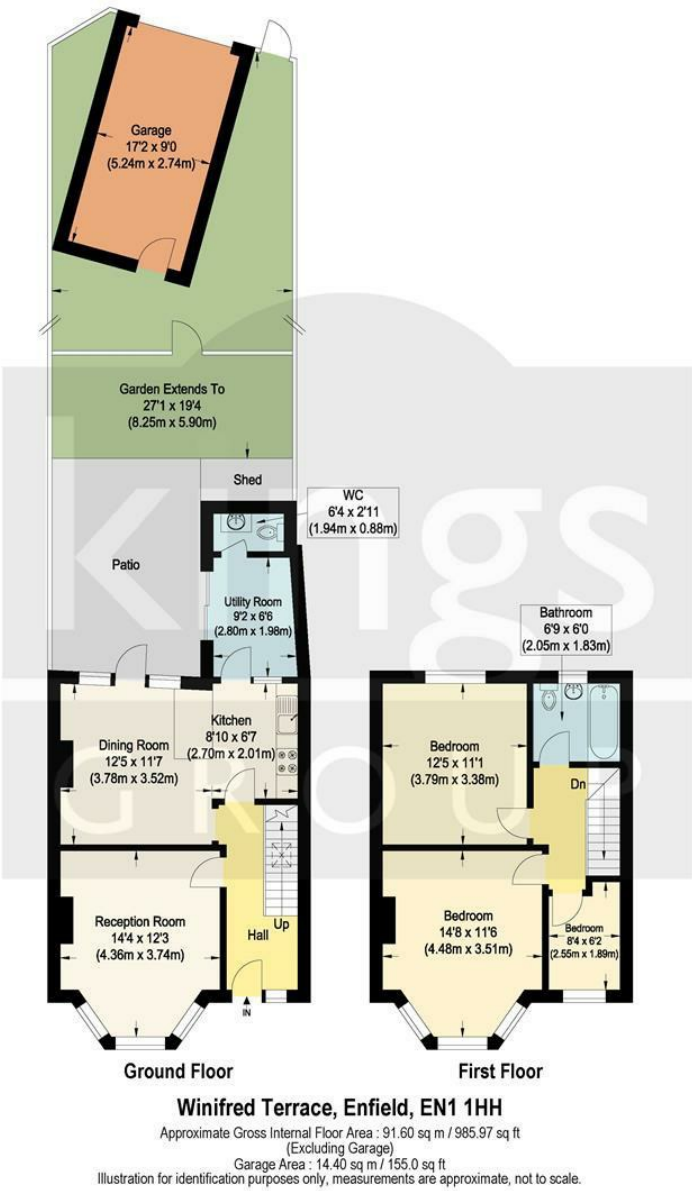 Garage
17'2 x 9'0
(5.24m x 2.74m)
Garden Extends To
27'1 x 19'4
(8.25m x 5.90m)
Shed
WC
6'4 x 2'11
(1.94m x 0.88m)
kings
GROUP
Patio
Utility Room
9'2 x 6'6
(2.80m x 1.98m)
Bathroom
6'9 x 6'0
(2.05m x 1.83m)
Dining Room
12'5 x 11'7
(3.78m x 3.52m)
Kitchen
8'10 x 6'7
(2.70m x 2.01m)
Bedroom
12'5 x 11'1
(3.79m x 3.38m)
Dn
Reception Room
14'4 x 12'3
(4.36m x 3.74m)
Up
Hall
IN
Bedroom
14'8 x 11'6
(4.48m x 3.51m)
Bedroom
8'4 x 6'2
(2.55m x 1.89m)
Ground Floor
First Floor
Winifred Terrace, Enfield, EN1 1HH
Approximate Gross Internal Floor Area : 91.60 sq m / 985.97 sq ft
(Excluding Garage)
Garage Area : 14.40 sq m / 155.0 sq ft
Illustration for identification purposes only, measurements are approximate, not to scale.